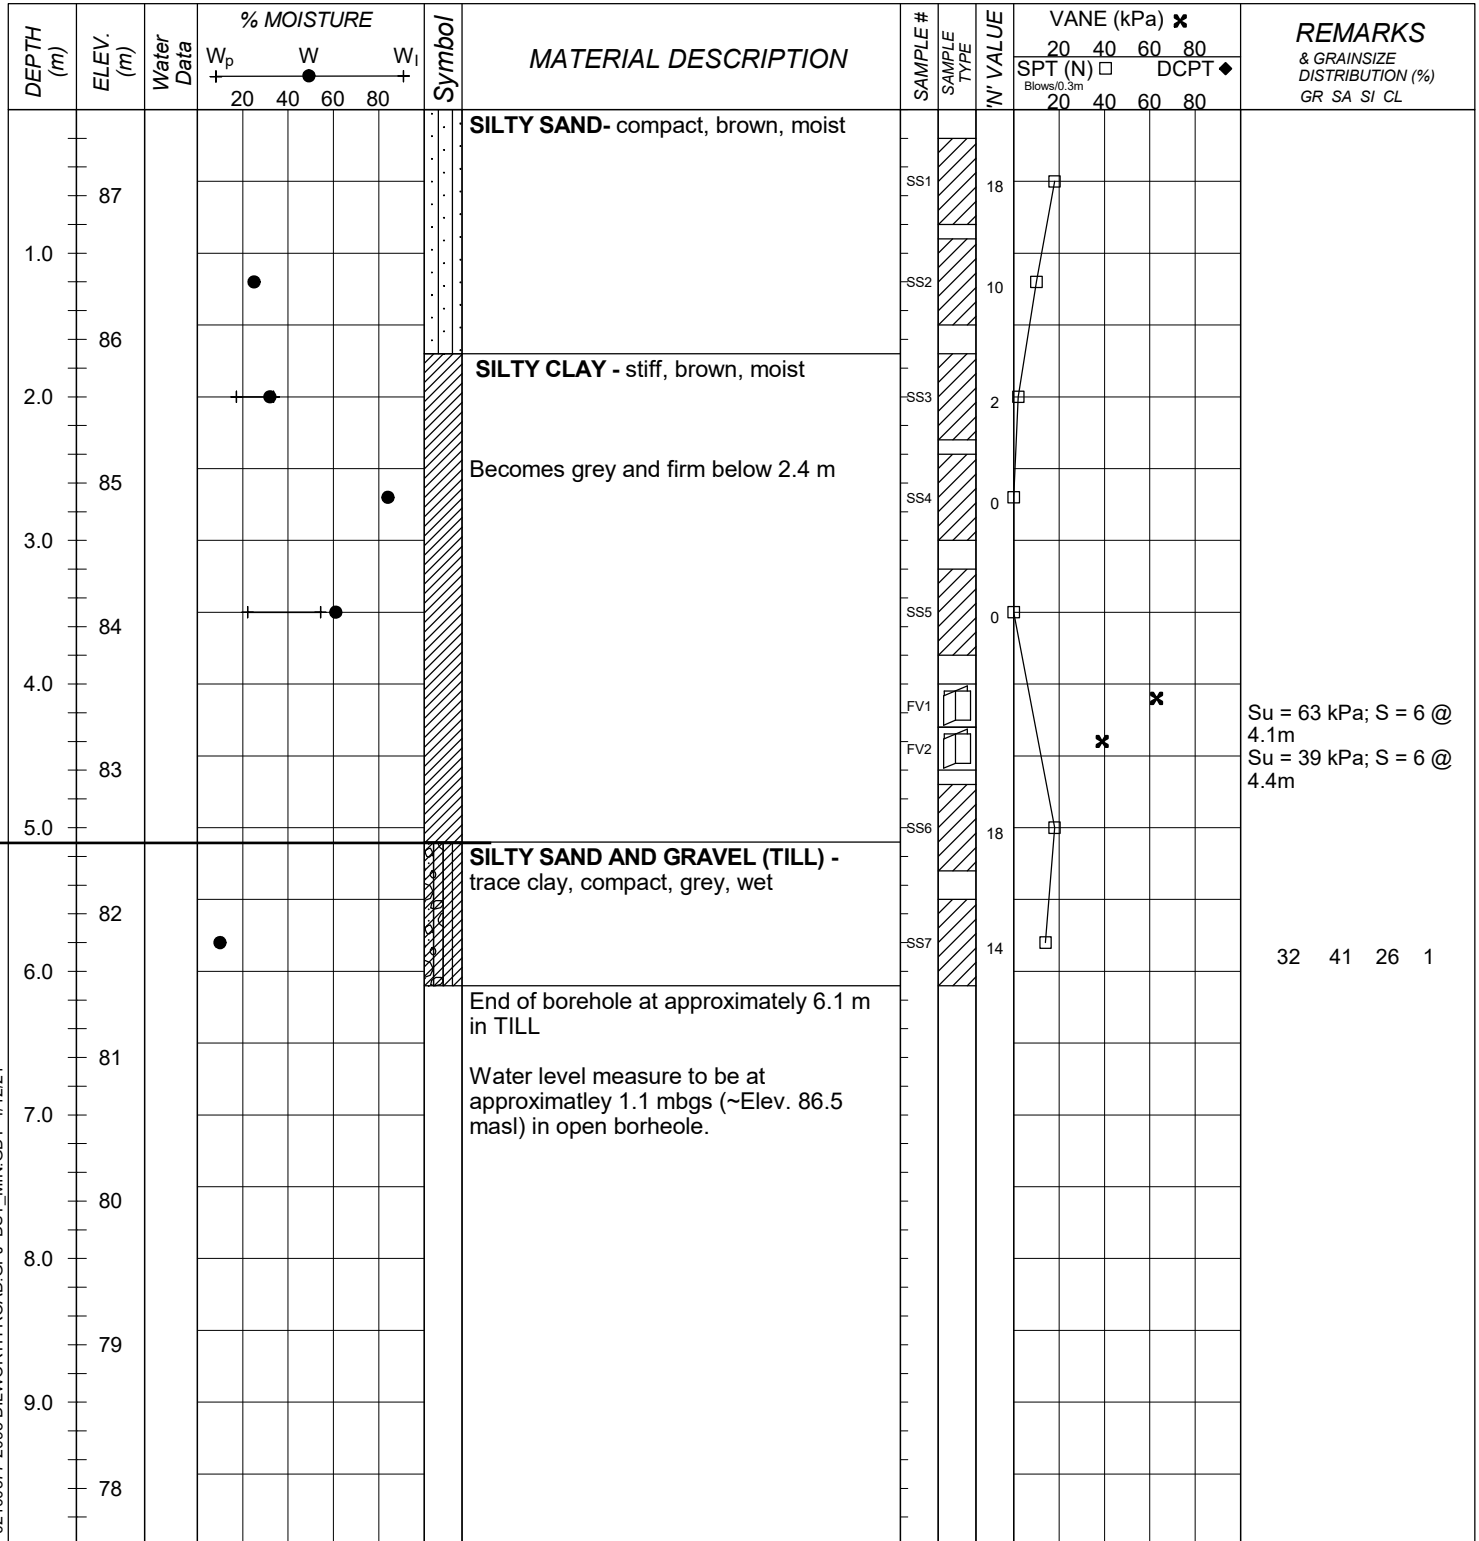 DEPTH (m)
ELEV. (m)
Water Data
% MOISTURE
Wp W Wl
20 40 60 80
Symbol
MATERIAL DESCRIPTION
SAMPLE #
SAMPLE TYPE
'N' VALUE
VANE (kPa) ✖
20 40 60 80
SPT (N) □ DCPT ◆
Blows/0.3m
20 40 60 80
REMARKS
& GRAINSIZE
DISTRIBUTION (%)
GR SA SI CL
SILTY SAND- compact, brown, moist
SS1 18
87
1.0
SS2 10
86
SILTY CLAY - stiff, brown, moist
2.0
SS3 2
Becomes grey and firm below 2.4 m
85
SS4 0
3.0
SS5 0
84
4.0
FV1
Su = 63 kPa; S = 6 @
4.1m
FV2
Su = 39 kPa; S = 6 @
4.4m
83
5.0
SS6 18
SILTY SAND AND GRAVEL (TILL) -
trace clay, compact, grey, wet
82
SS7 14
32 41 26 1
6.0
End of borehole at approximately 6.1 m
in TILL
81
Water level measure to be at
approximatley 1.1 mbgs (~Elev. 86.5
masl) in open borheole.
7.0
80
8.0
79
9.0
78